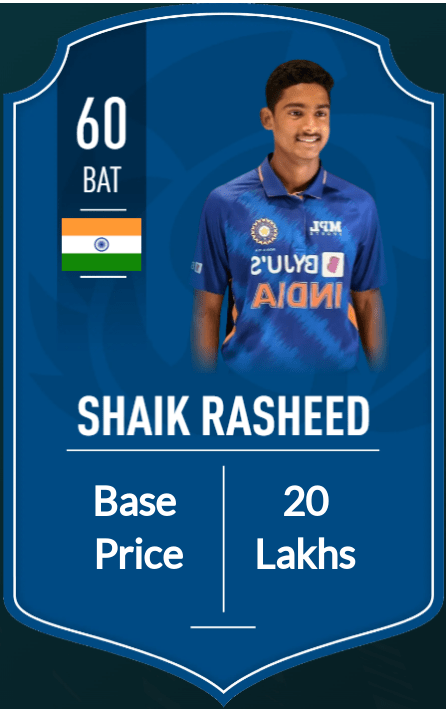 60
BAT
MPL
BYJU'S
INDIA
SHAIK RASHEED
Base 20
Price Lakhs